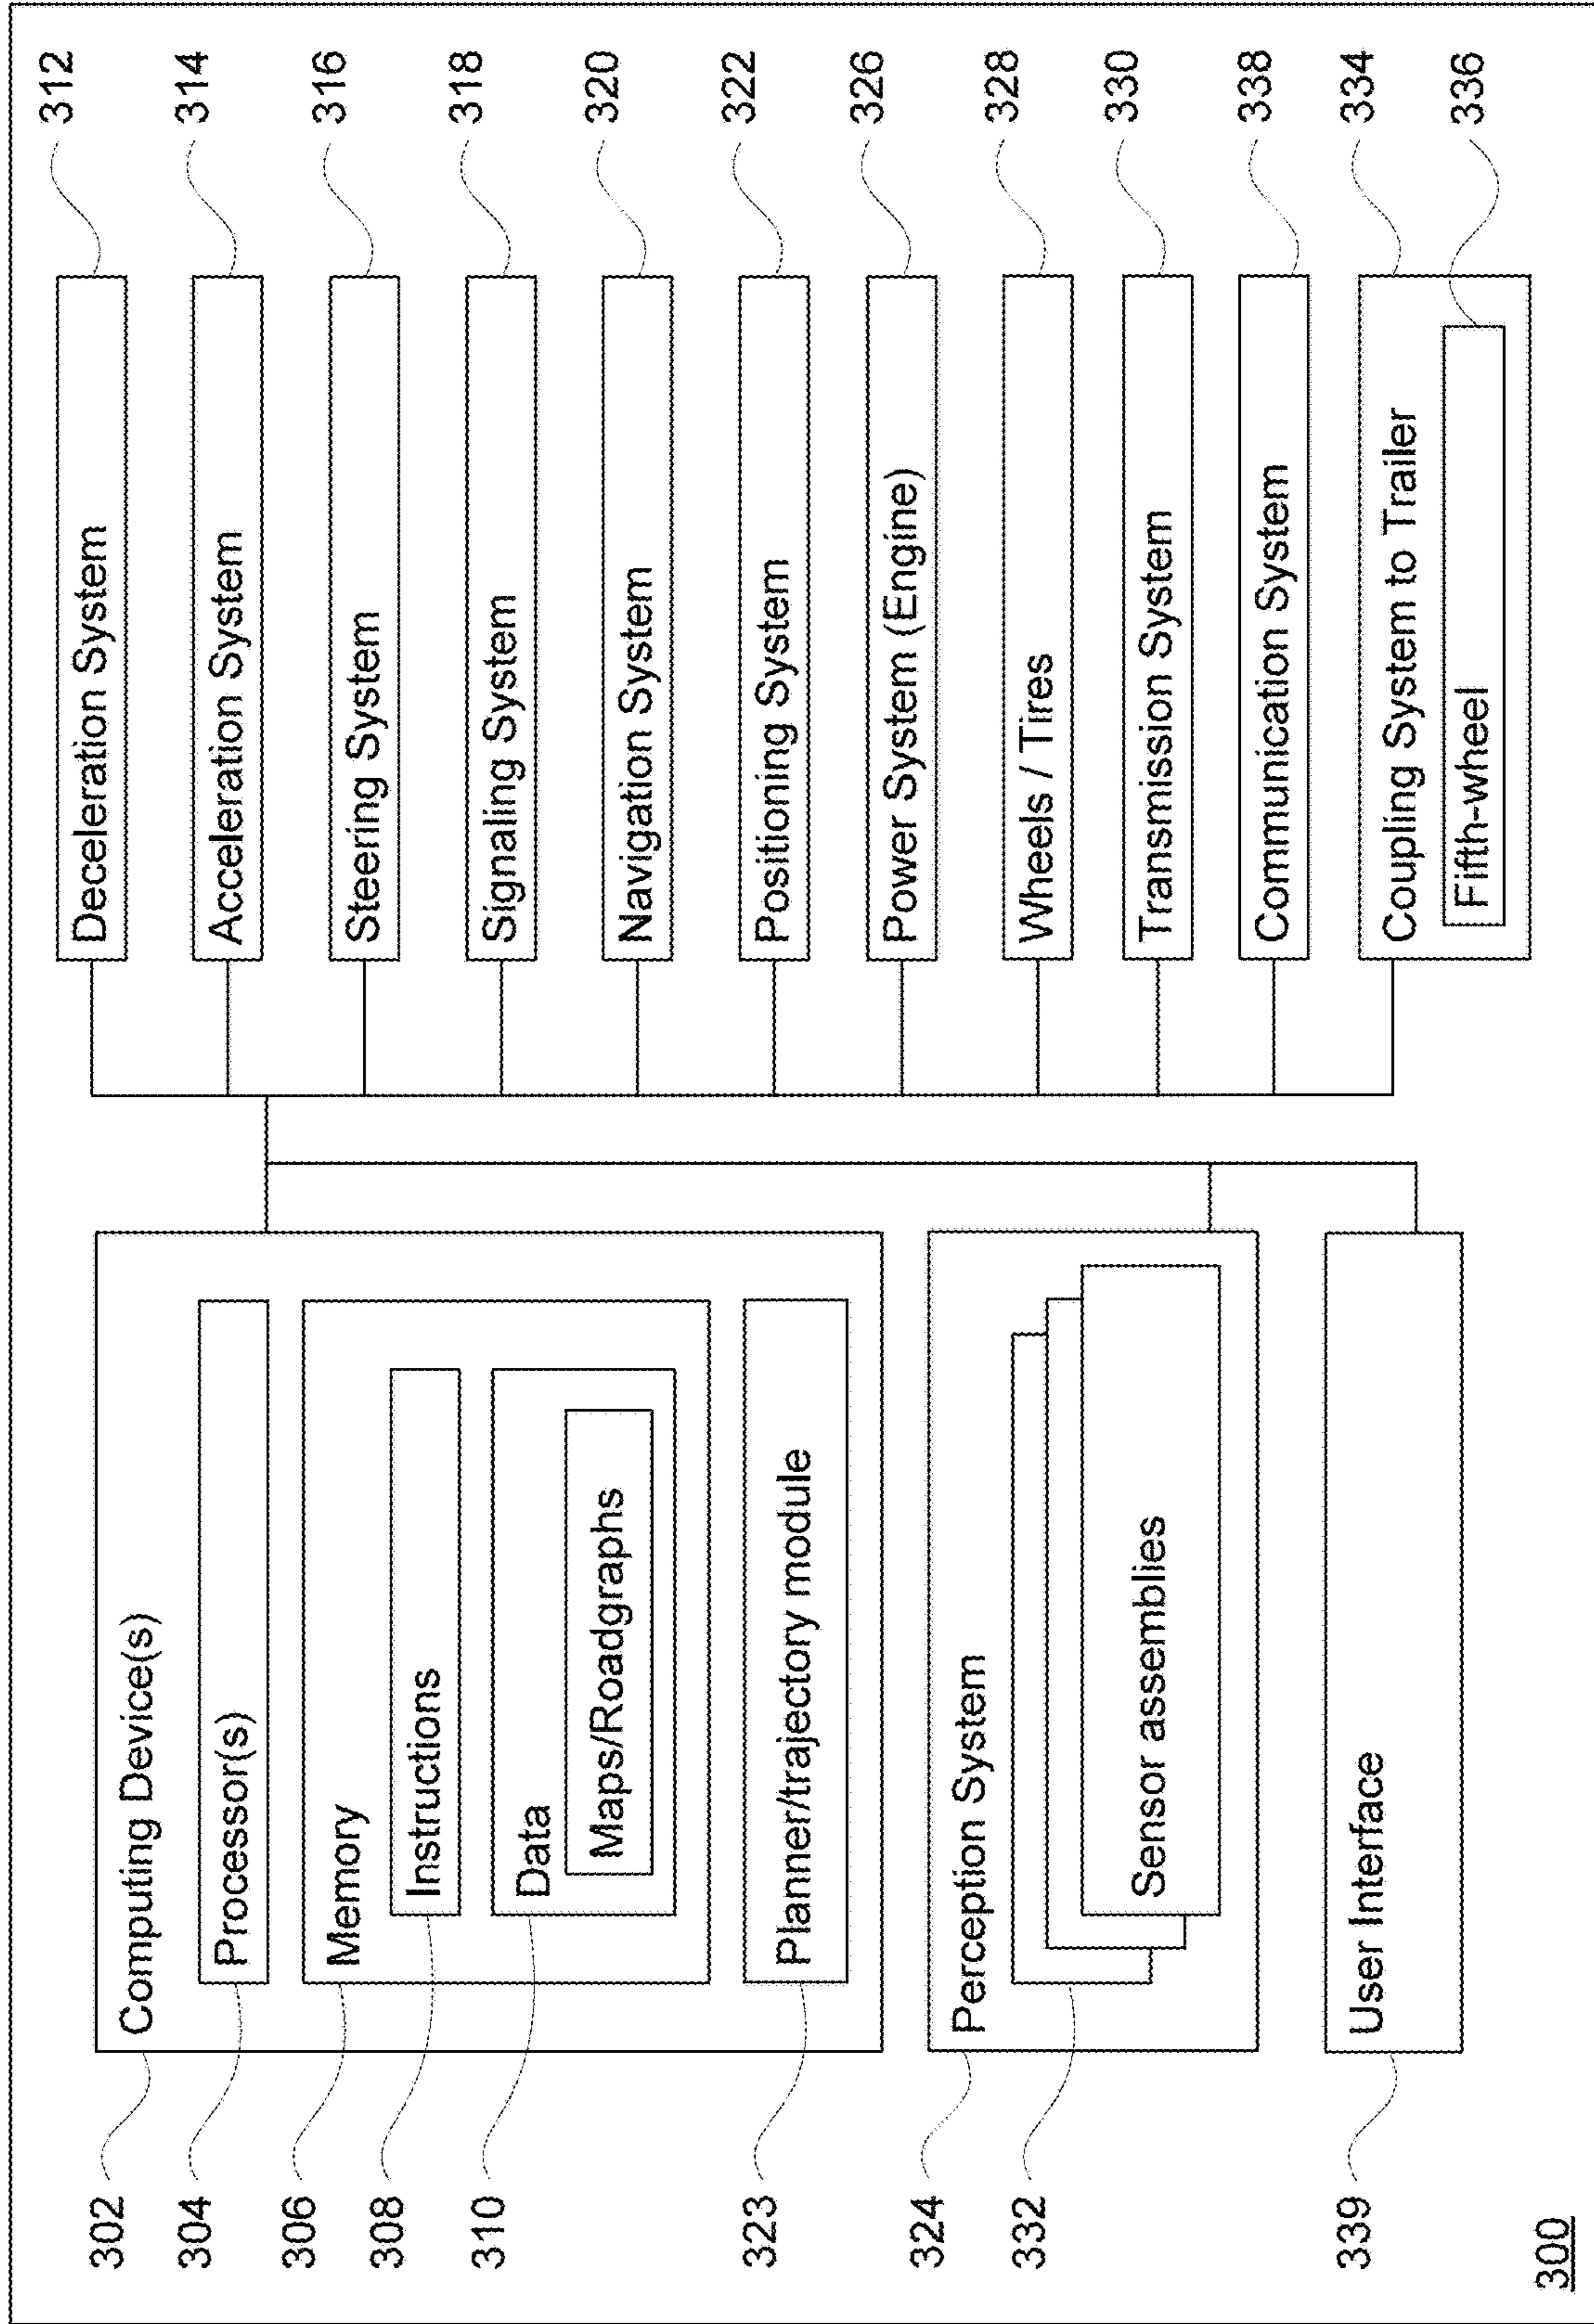 302
Computing Device(s)
304
Processor(s)
306
Memory
308
Instructions
310
Data
Maps/Roadgraphs
323
Planner/trajectory module
324
Perception System
332
Sensor assemblies
339
User Interface
300
Deceleration System
312
Acceleration System
314
Steering System
316
Signaling System
318
Navigation System
320
Positioning System
322
Power System (Engine)
326
Wheels / Tires
328
Transmission System
330
Communication System
338
Coupling System to Trailer
334
Fifth-wheel
336